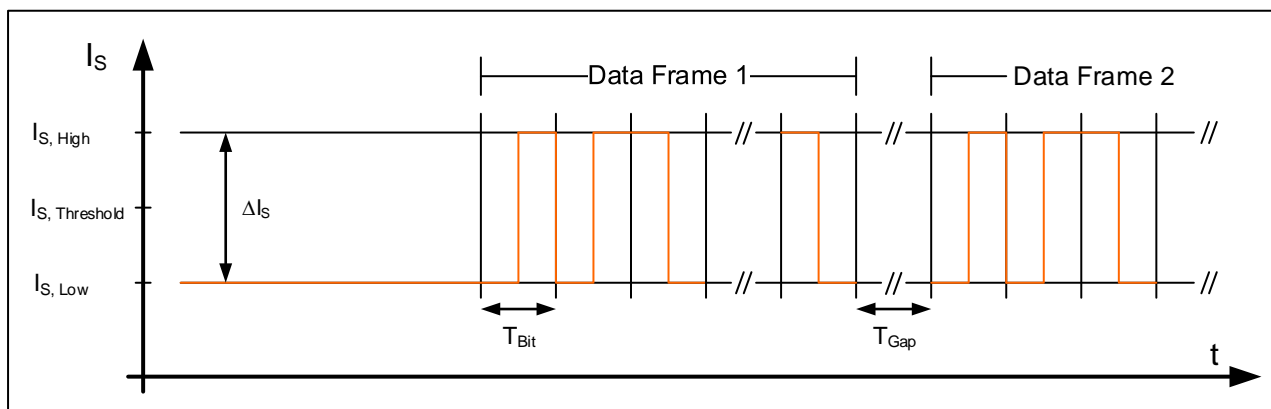 I_S
Data Frame 1
Data Frame 2
I_S, High
//
//
//
I_S, Threshold
ΔI_S
I_S, Low
//
//
//
T_Bit
T_Gap
t